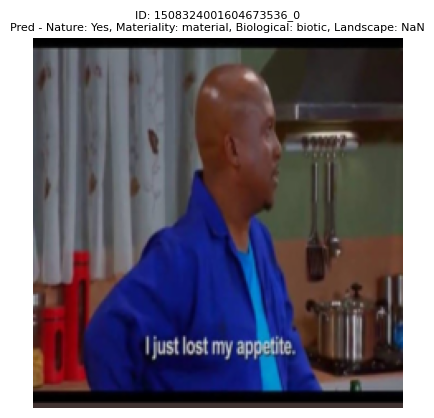 ID: 1508324001604673536_0
Pred - Nature: Yes, Materiality: material, Biological: biotic, Landscape: NaN
I just lost my appetite.